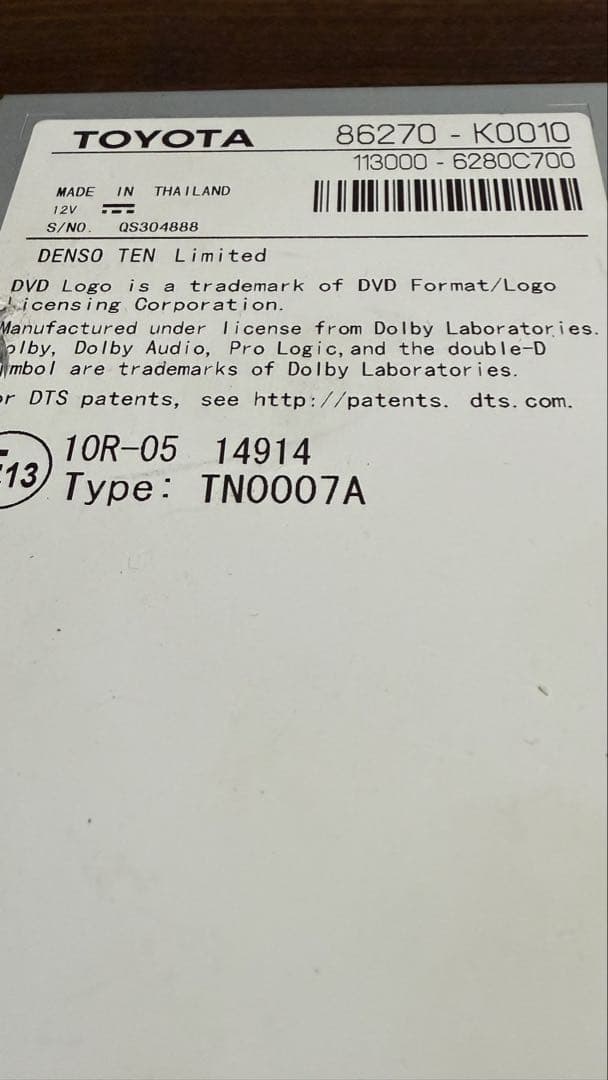 TOYOTA 86270 - K0010
113000 - 6280C700
MADE IN THAILAND
12V
S/NO. QS304888
DENSO TEN Limited
DVD Logo is a trademark of DVD Format/Logo
Licensing Corporation.
Manufactured under license from Dolby Laboratories.
olby, Dolby Audio, Pro Logic, and the double-D
mbol are trademarks of Dolby Laboratories.
or DTS patents, see http://patents. dts. com.
13 10R-05 14914
Type: TN0007A